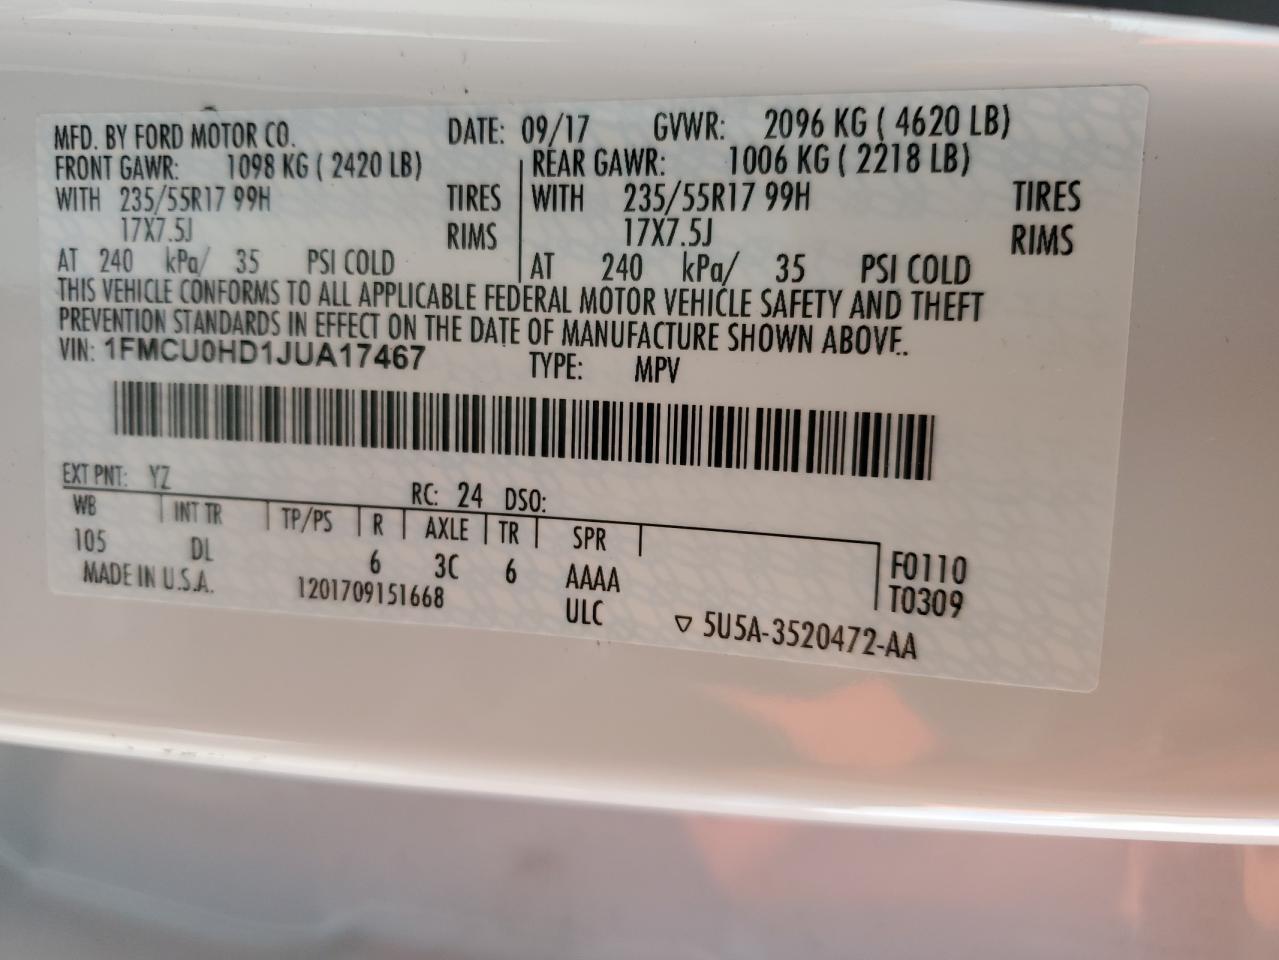 MFD. BY FORD MOTOR CO. DATE: 09/17 GVWR: 2096 KG ( 4620 LB)
FRONT GAWR: 1098 KG ( 2420 LB) REAR GAWR: 1006 KG ( 2218 LB)
WITH 235/55R17 99H TIRES WITH 235/55R17 99H TIRES
17X7.5J RIMS 17X7.5J RIMS
AT 240 kPa/ 35 PSI COLD AT 240 kPa/ 35 PSI COLD
THIS VEHICLE CONFORMS TO ALL APPLICABLE FEDERAL MOTOR VEHICLE SAFETY AND THEFT
PREVENTION STANDARDS IN EFFECT ON THE DATE OF MANUFACTURE SHOWN ABOVE.
VIN: 1FMCU0HD1JUA17467 TYPE: MPV
EXT PNT: YZ RC: 24 DSO:
WB INT TR TP/PS R AXLE TR SPR
105 DL 6 3C 6 AAAA F0110
MADE IN U.S.A. 1201709151668 ULC T0309
▽ 5U5A-3520472-AA